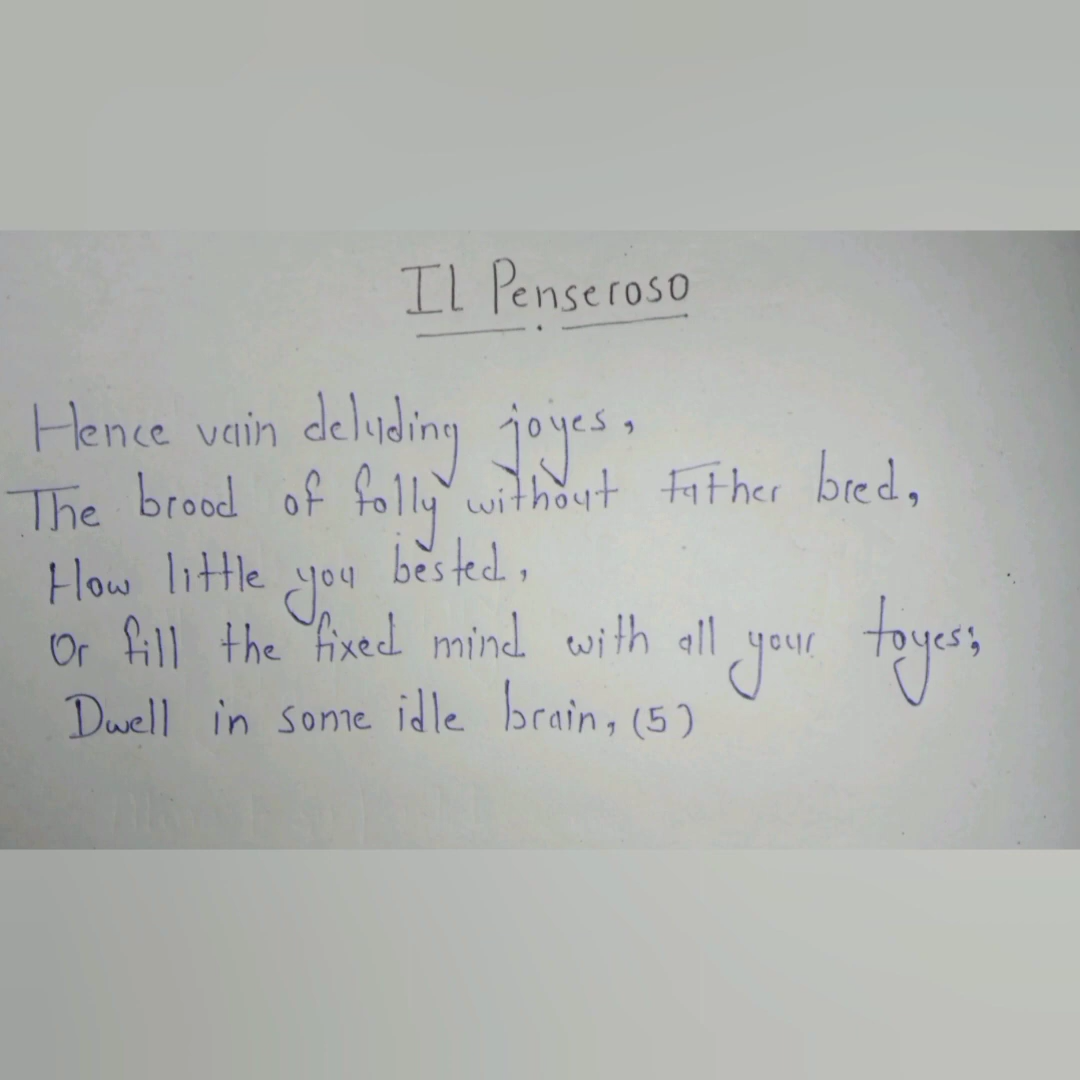 Il Penseroso
Hence vain deluding joyes,
The brood of folly without Father bred,
How little you bested,
Or fill the fixed mind with all your toyes;
Dwell in some idle brain, (5)